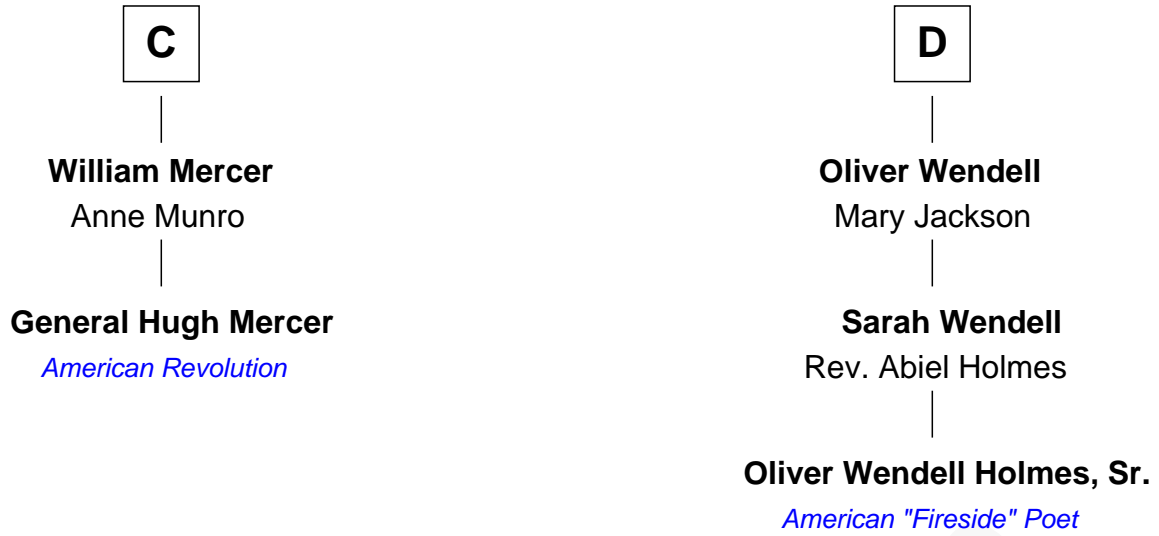 C
William Mercer
Anne Munro
General Hugh Mercer
American Revolution
D
Oliver Wendell
Mary Jackson
Sarah Wendell
Rev. Abiel Holmes
Oliver Wendell Holmes, Sr.
American "Fireside" Poet